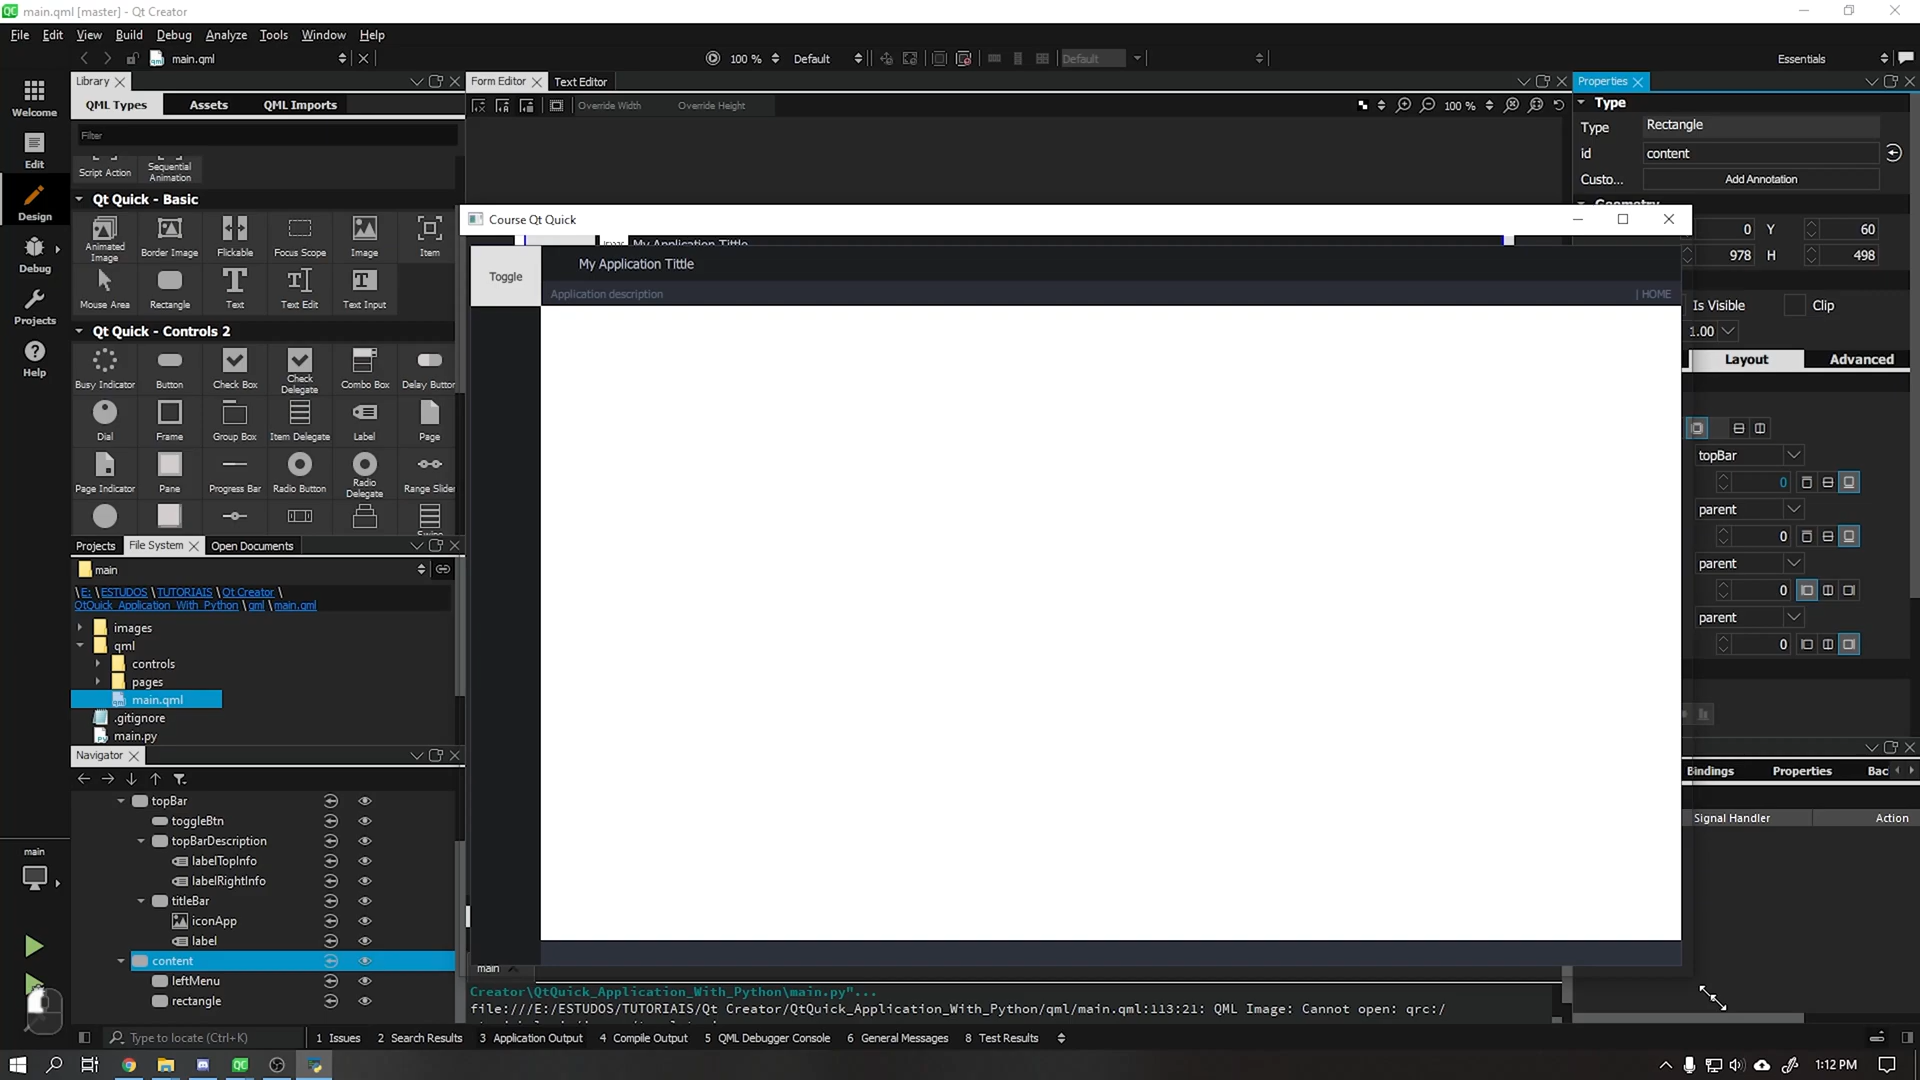 main.qml [master] - Qt Creator
File Edit View Build Debug Analyze Tools Window Help
main.qml
100 %
Default
Default
Essentials
Library
Form Editor
Text Editor
Properties
QML Types Assets QML Imports
Override Width
Override Height
100 %
Type
Type Rectangle
id content
Custo... Add Annotation
Geometry
0 Y 60
978 H 498
Is Visible
Clip
1.00
Layout Advanced
topBar
0
parent
0
parent
0
parent
0
Bindings Properties Bac
Signal Handler Action
Welcome
Edit
Design
Debug
Projects
Help
Filter
Script Action
Sequential Animation
Qt Quick - Basic
Animated Image
Border Image
Flickable
Focus Scope
Image
Item
Mouse Area
Rectangle
Text
Text Edit
Text Input
Qt Quick - Controls 2
Busy Indicator
Button
Check Box
Check Delegate
Combo Box
Delay Button
Dial
Frame
Group Box
Item Delegate
Label
Page
Page Indicator
Pane
Progress Bar
Radio Button
Radio Delegate
Range Slider
Projects File System Open Documents
main
\E: \ESTUDOS \TUTORIAIS \Qt Creator \
QtQuick_Application_With_Python \qml \main.qml
images
qml
controls
pages
main.qml
.gitignore
main.py
Navigator
topBar
toggleBtn
topBarDescription
labelTopInfo
labelRightInfo
titleBar
iconApp
label
content
leftMenu
rectangle
main
Course Qt Quick
My Application Tittle
Toggle
My Application Tittle
Application description
| HOME
main
Creator\QtQuick_Application_With_Python\main.py"...
file:///E:/ESTUDOS/TUTORIAIS/Qt Creator/QtQuick_Application_With_Python/qml/main.qml:113:21: QML Image: Cannot open: qrc:/
Type to locate (Ctrl+K)
1 Issues
2 Search Results
3 Application Output
4 Compile Output
5 QML Debugger Console
6 General Messages
8 Test Results
1:12 PM